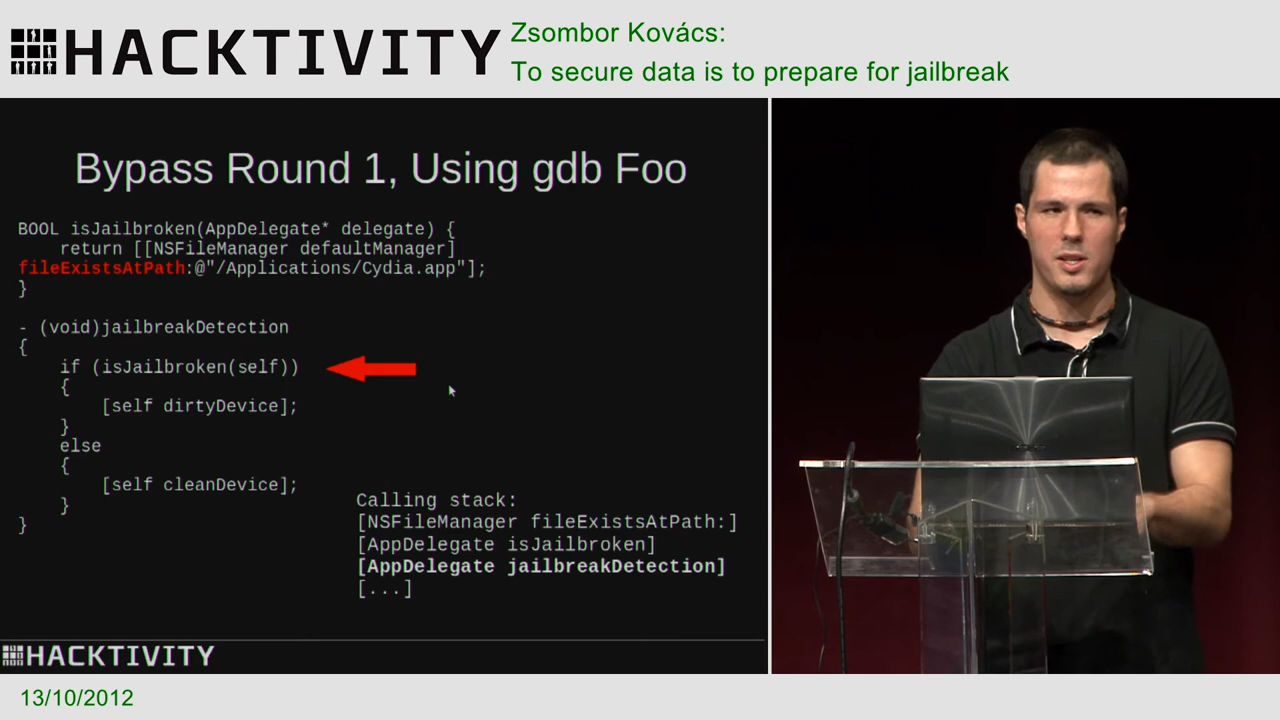 HACKTIVITY
Zsombor Kovács:
To secure data is to prepare for jailbreak
Bypass Round 1, Using gdb Foo
BOOL isJailbroken(AppDelegate* delegate) {
return [[NSFileManager defaultManager]
fileExistsAtPath:@"/Applications/Cydia.app"];
}
- (void)jailbreakDetection
{
if (isJailbroken(self))
{
[self dirtyDevice];
}
else
{
[self cleanDevice];
}
}
Calling stack:
[NSFileManager fileExistsAtPath:]
[AppDelegate isJailbroken]
[AppDelegate jailbreakDetection]
[...]
HACKTIVITY
13/10/2012